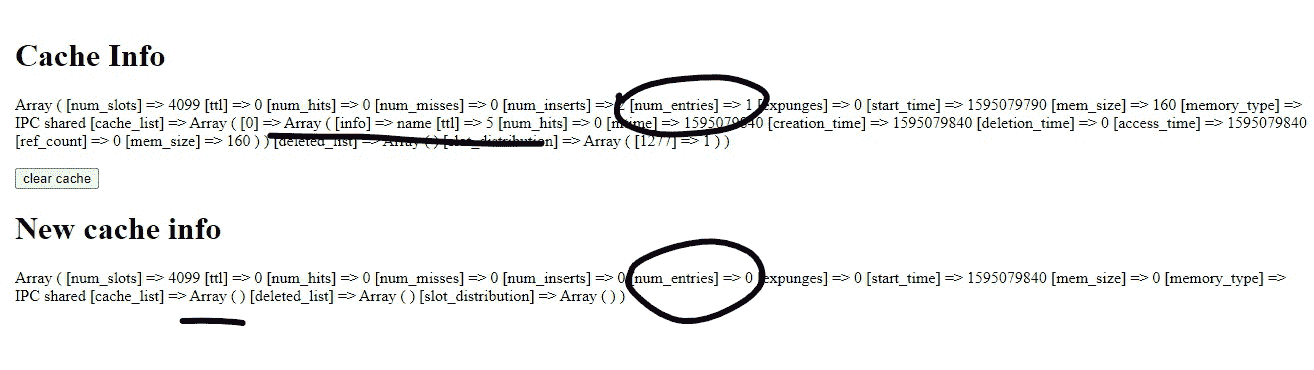 Cache Info
Array ( [num_slots] => 4099 [ttl] => 0 [num_hits] => 0 [num_misses] => 0 [num_inserts] => 2 [num_entries] => 1 [expunges] => 0 [start_time] => 1595079790 [mem_size] => 160 [memory_type] =>
IPC shared [cache_list] => Array ( [0] => Array ( [info] => name [ttl] => 5 [num_hits] => 0 [mtime] => 1595079840 [creation_time] => 1595079840 [deletion_time] => 0 [access_time] => 1595079840
[ref_count] => 0 [mem_size] => 160 ) ) [deleted_list] => Array ( ) [slot_distribution] => Array ( [1277] => 1 ) )
clear cache
New cache info
Array ( [num_slots] => 4099 [ttl] => 0 [num_hits] => 0 [num_misses] => 0 [num_inserts] => 0 [num_entries] => 0 [expunges] => 0 [start_time] => 1595079840 [mem_size] => 0 [memory_type] =>
IPC shared [cache_list] => Array ( ) [deleted_list] => Array ( ) [slot_distribution] => Array ( ) )